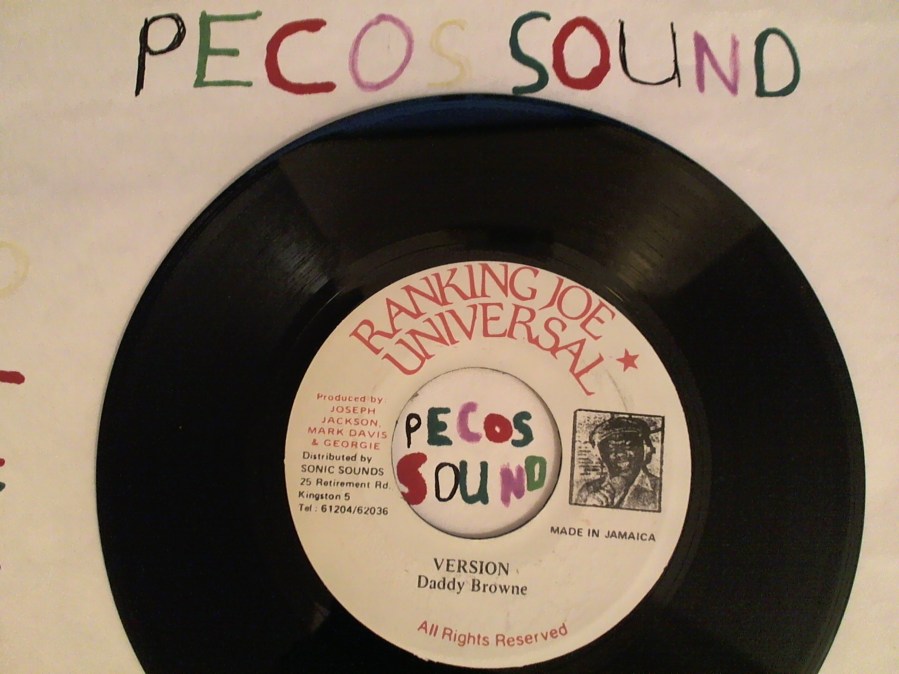 PECOS SOUND
RANKING JOE
UNIVERSAL
Produced by
JOSEPH
JACKSON,
MARK DAVIS
& GEORGIE
Distributed by
SONIC SOUNDS
25 Retirement Rd.
Kingston 5
Tel: 61204/62036
PECOS
SOUND
MADE IN JAMAICA
VERSION
Daddy Browne
All Rights Reserved